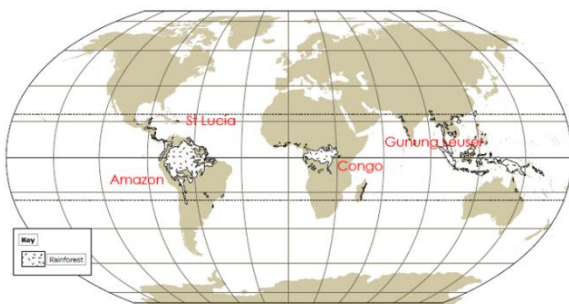 St Lucia
Gunung Leuser
Congo
Amazon
Key
Rainforest